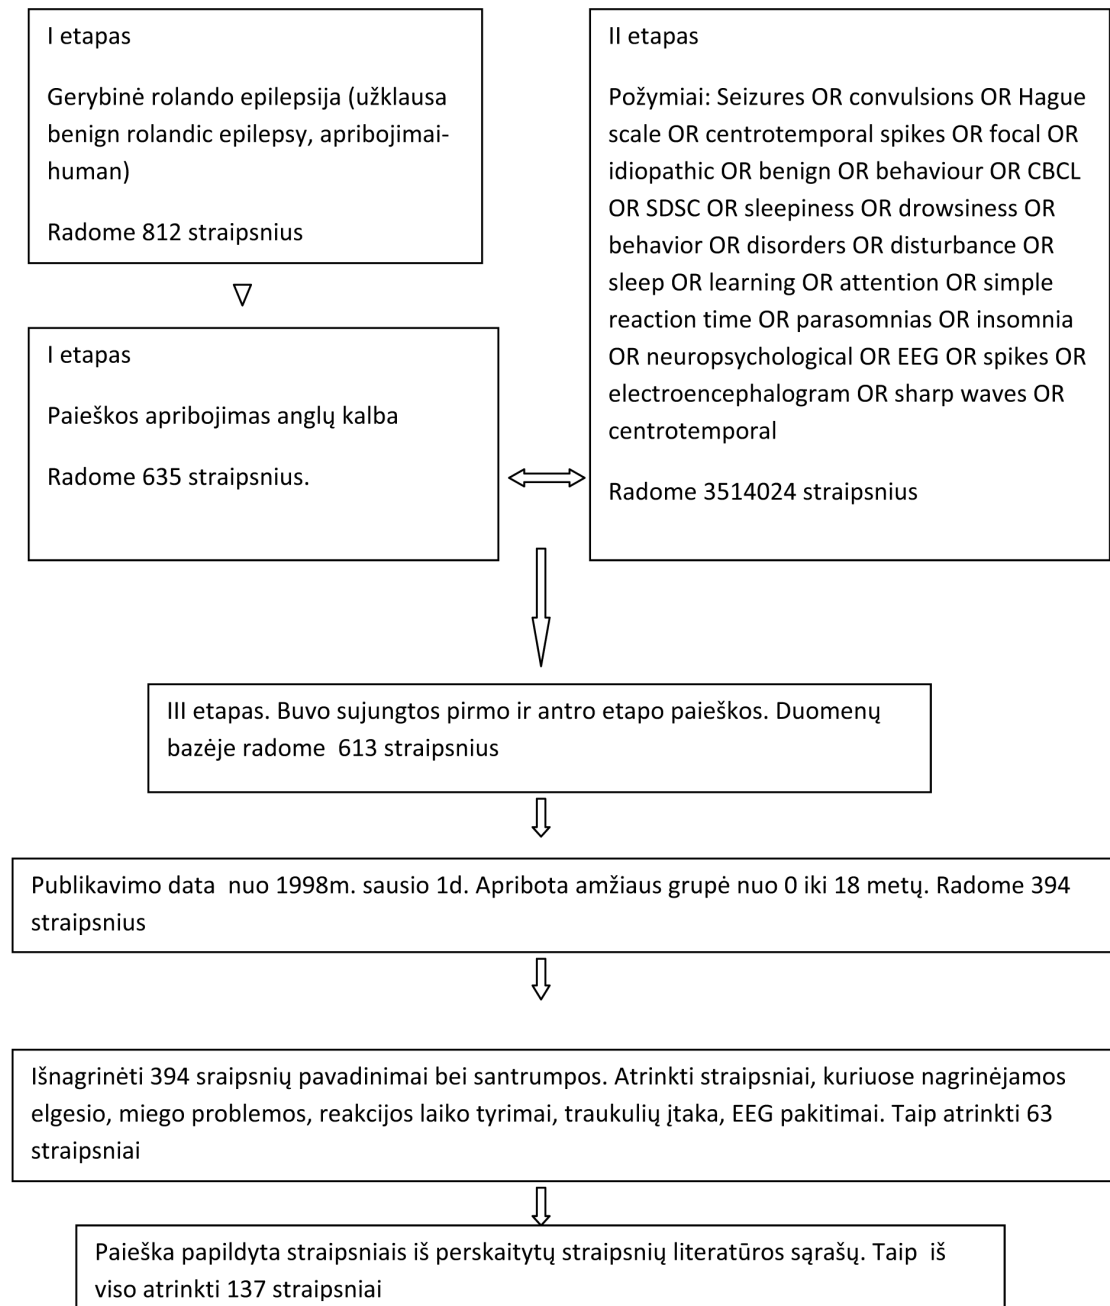 I etapas
Gerybinė rolando epilepsija (užklausa
benign rolandic epilepsy, apribojimai-
human)
Radome 812 straipsnius
I etapas
Paieškos apribojimas anglų kalba
Radome 635 straipsnius.
II etapas
Požymiai: Seizures OR convulsions OR Hague
scale OR centrotemporal spikes OR focal OR
idiopathic OR benign OR behaviour OR CBCL
OR SDSC OR sleepiness OR drowsiness OR
behavior OR disorders OR disturbance OR
sleep OR learning OR attention OR simple
reaction time OR parasomnias OR insomnia
OR neuropsychological OR EEG OR spikes OR
electroencephalogram OR sharp waves OR
centrotemporal
Radome 3514024 straipsnius
III etapas. Buvo sujungtos pirmo ir antro etapo paieškos. Duomenų
bazėje radome  613 straipsnius
Publikavimo data  nuo 1998m. sausio 1d. Apribota amžiaus grupė nuo 0 iki 18 metų. Radome 394
straipsnius
Išnagrinėti 394 sraipsnių pavadinimai bei santrumpos. Atrinkti straipsniai, kuriuose nagrinėjamos
elgesio, miego problemos, reakcijos laiko tyrimai, traukulių įtaka, EEG pakitimai. Taip atrinkti 63
straipsniai
Paieška papildyta straipsniais iš perskaitytų straipsnių literatūros sąrašų. Taip  iš
viso atrinkti 137 straipsniai